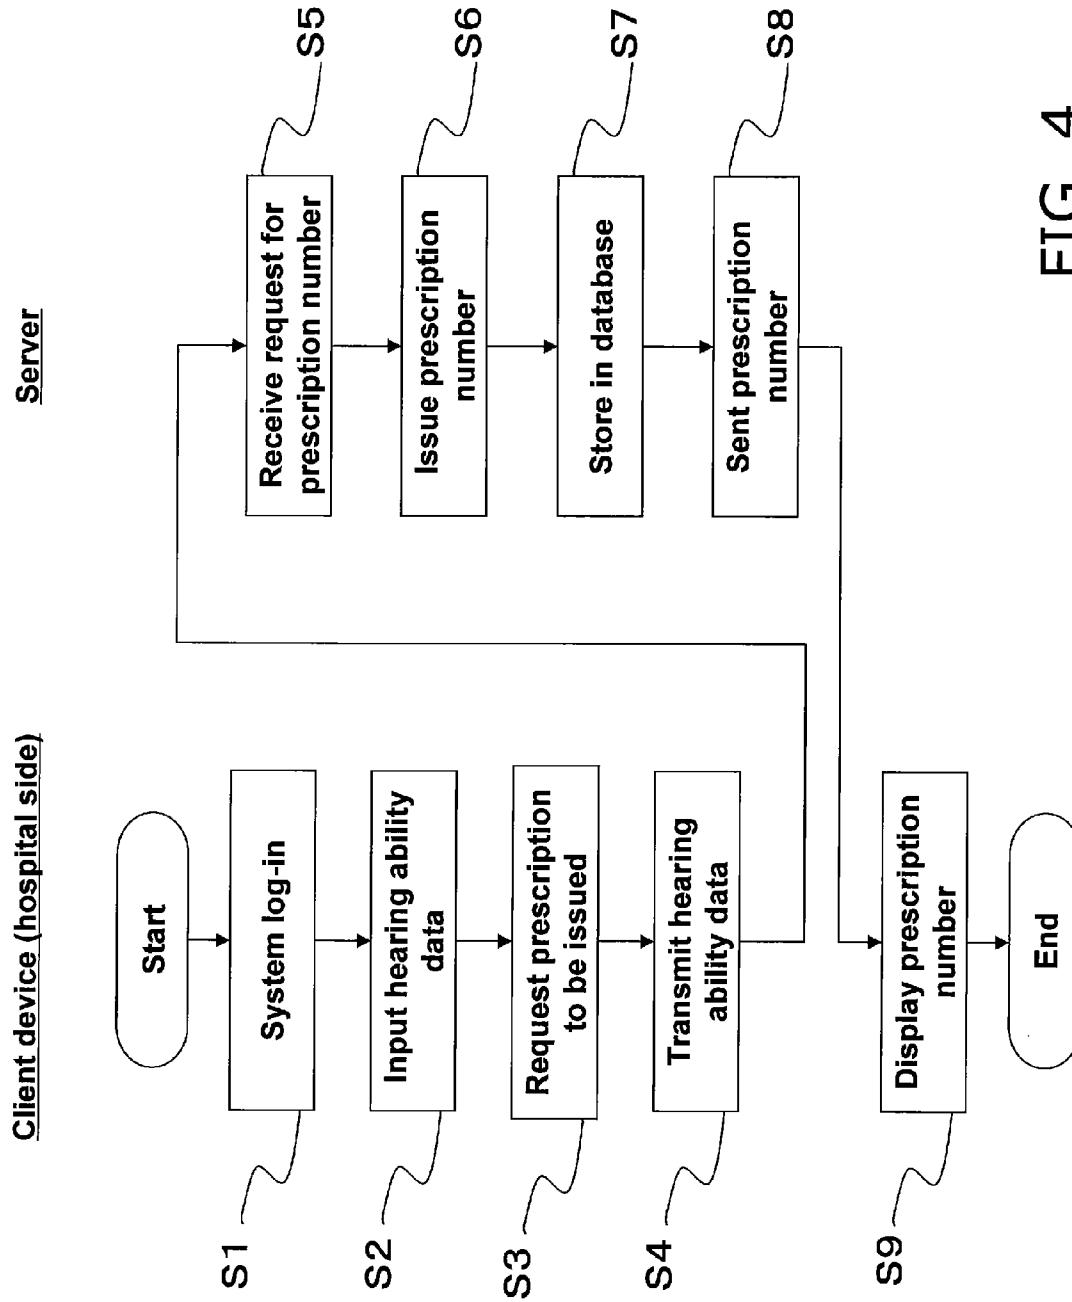 Client device (hospital side)
Server
Start
S1
System log-in
S2
Input hearing ability
data
S3
Request prescription
to be issued
S4
Transmit hearing
ability data
S5
Receive request for
prescription number
S6
Issue prescription
number
S7
Store in database
S8
Sent prescription
number
S9
Display prescription
number
End
FIG. 4